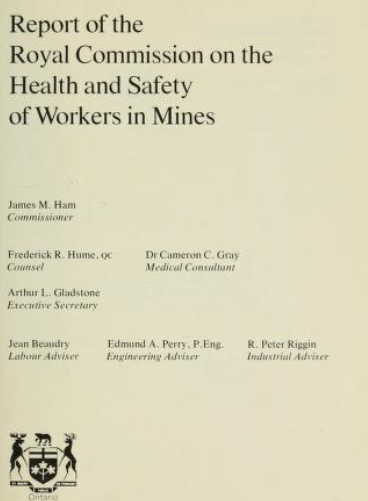 Report of the
Royal Commission on the
Health and Safety
of Workers in Mines
James M. Ham
Commissioner
Frederick R. Hume, QC Dr Cameron C. Gray
Counsel Medical Consultant
Arthur L. Gladstone
Executive Secretary
Jean Beaudry Edmund A. Perry, P.Eng. R. Peter Riggin
Labour Adviser Engineering Adviser Industrial Adviser
Ontario